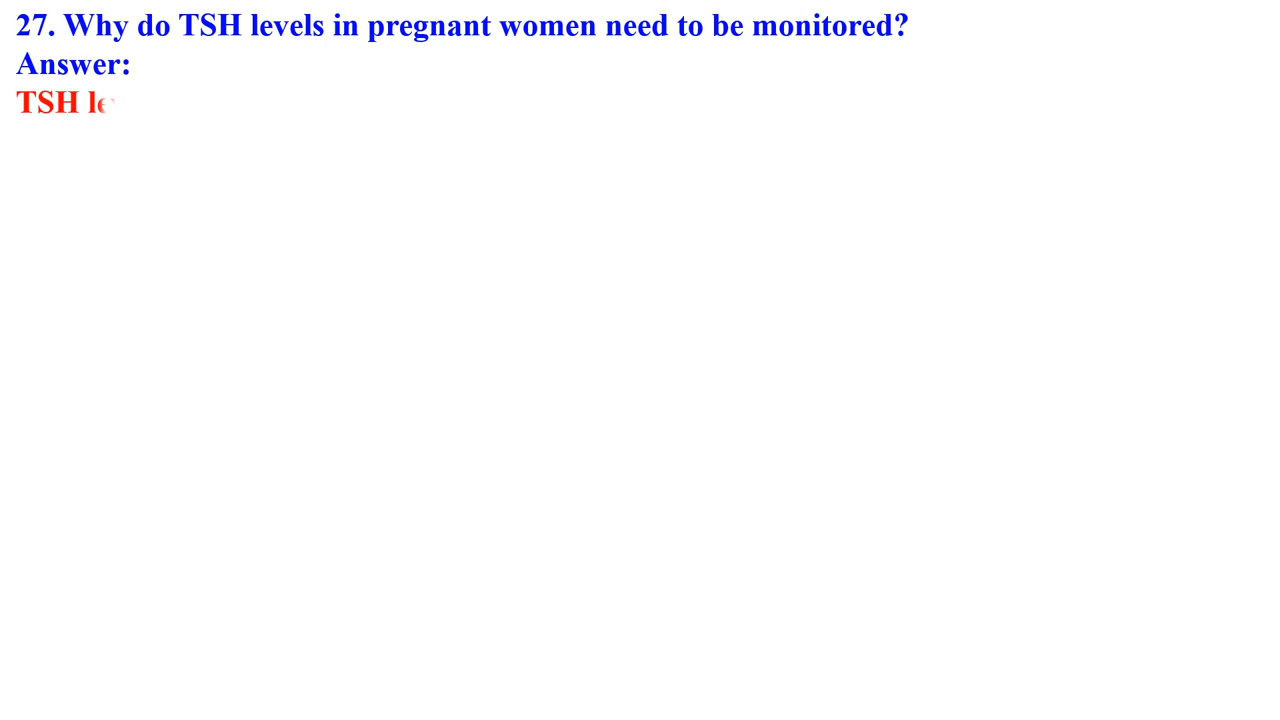 27. Why do TSH levels in pregnant women need to be monitored?
Answer:
TSH